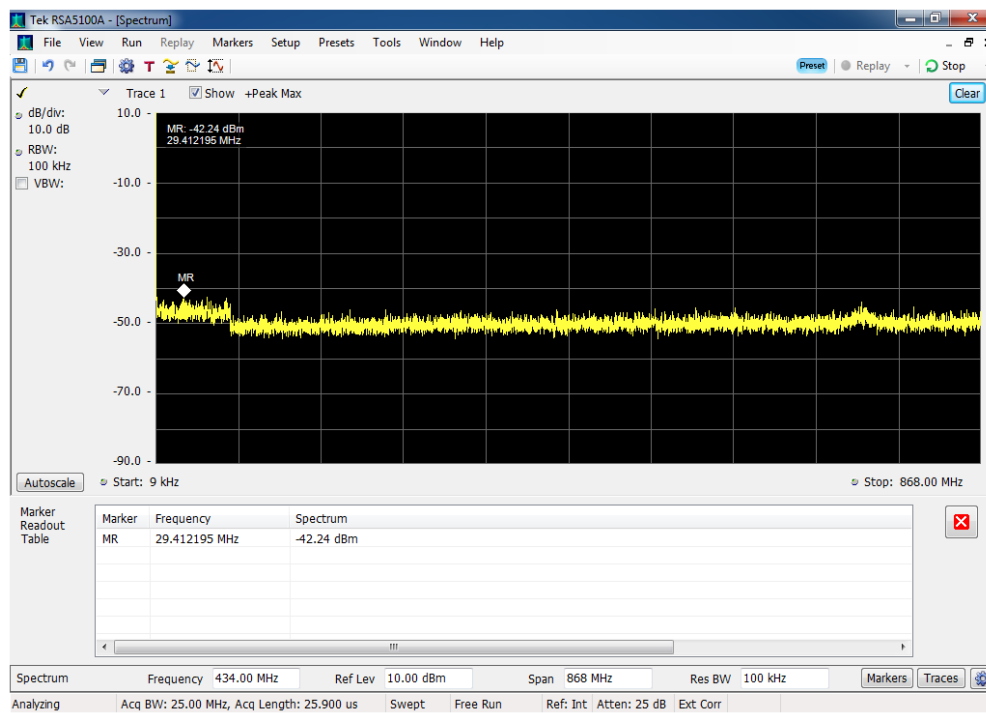 Tek RSA5100A - [Spectrum]
File View Run Replay Markers Setup Presets Tools Window Help
T Preset Replay Stop
Trace 1 Show +Peak Max Clear
dB/div:
10.0 dB
RBW:
100 kHz
VBW:
10.0
-10.0
-30.0
-50.0
-70.0
-90.0
MR: -42.24 dBm
29.412195 MHz
MR
Autoscale Start: 9 kHz Stop: 868.00 MHz
Marker
Readout
Table
Marker Frequency Spectrum
MR 29.412195 MHz -42.24 dBm
Spectrum Frequency 434.00 MHz Ref Lev 10.00 dBm Span 868 MHz Res BW 100 kHz Markers Traces
Analyzing Acq BW: 25.00 MHz, Acq Length: 25.900 us Swept Free Run Ref: Int Atten: 25 dB Ext Corr